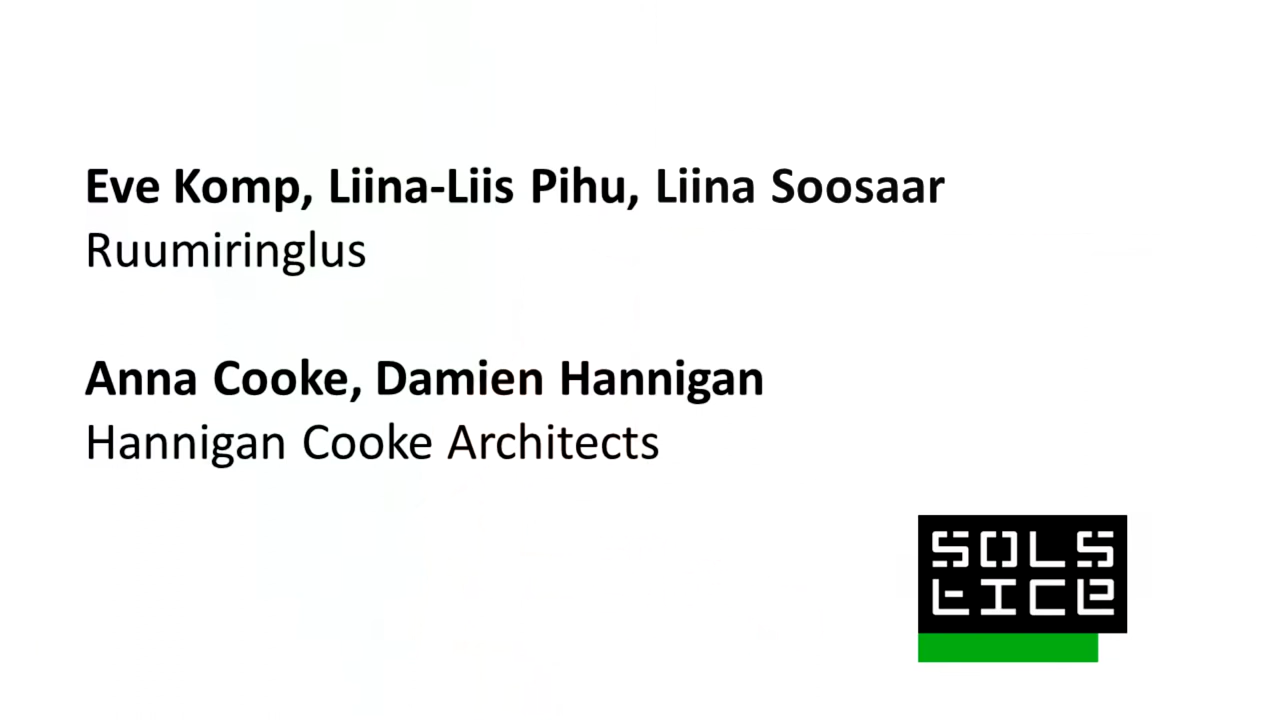 Eve Komp, Liina-Liis Pihu, Liina Soosaar
Ruumiringlus
Anna Cooke, Damien Hannigan
Hannigan Cooke Architects
SOLS
TICE